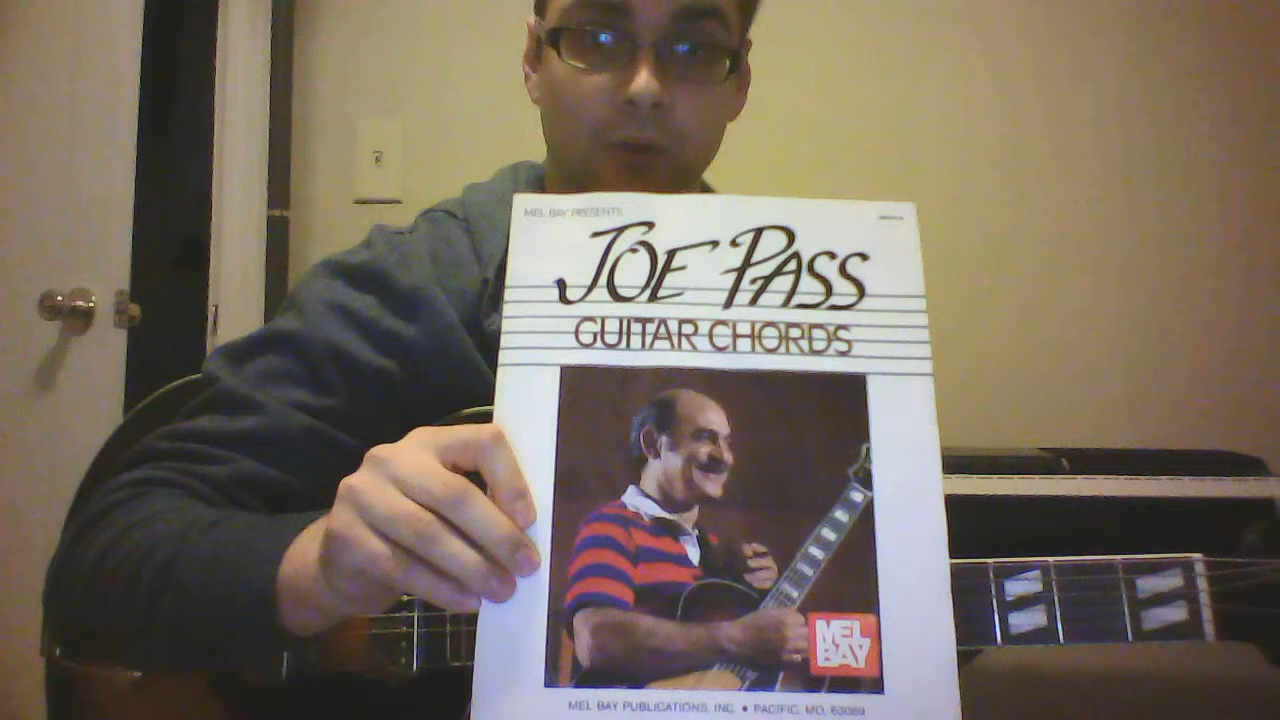 MEL BAY PRESENTS
JOE PASS
GUITAR CHORDS
MEL
BAY
MEL BAY PUBLICATIONS, INC. • PACIFIC, MO. 63069